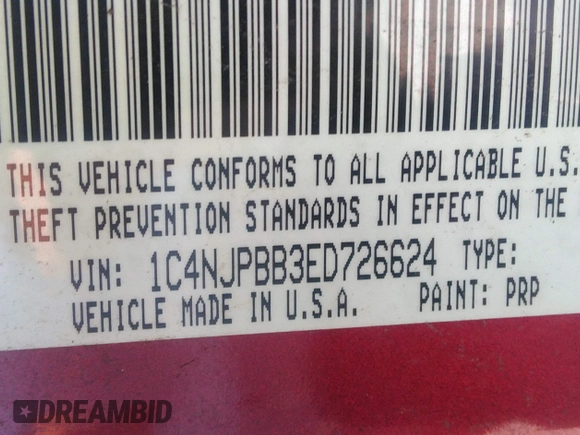 THIS VEHICLE CONFORMS TO ALL APPLICABLE U.S.
THEFT PREVENTION STANDARDS IN EFFECT ON THE
VIN: 1C4NJPBB3ED726624 TYPE:
VEHICLE MADE IN U.S.A. PAINT: PRP
DREAMBID